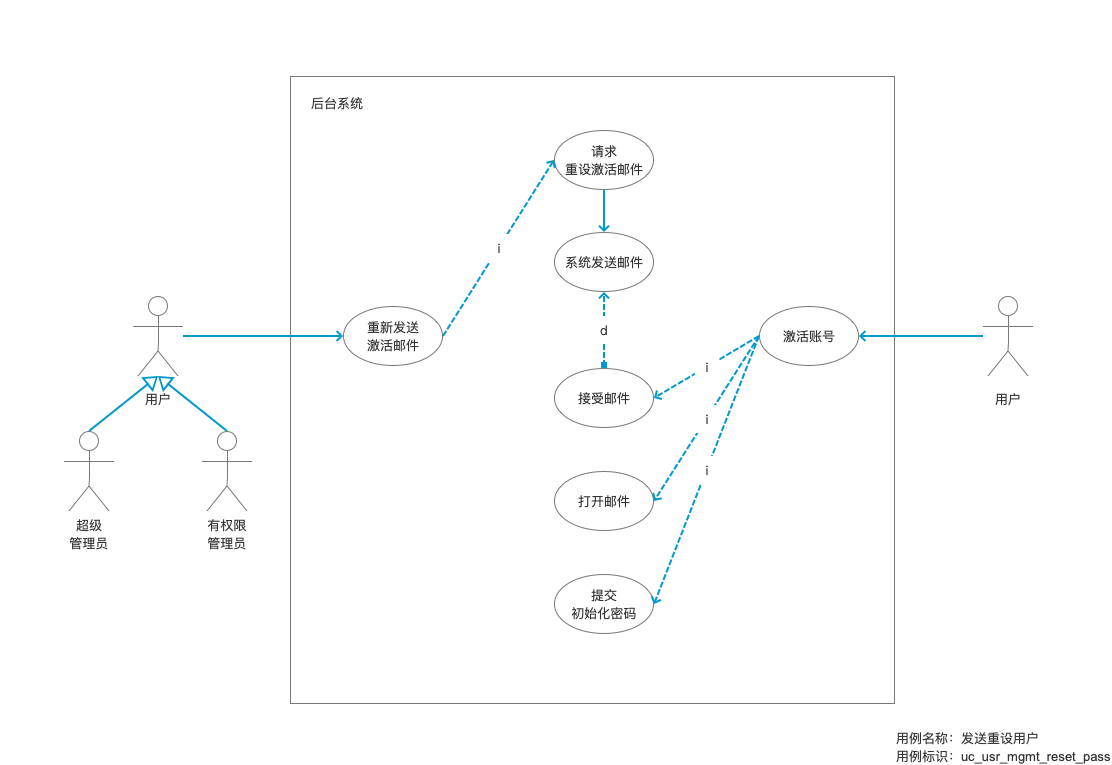 后台系统
请求
重设激活邮件
i
系统发送邮件
重新发送
激活邮件
d
激活账号
i
用户
接受邮件
用户
i
i
打开邮件
超级
管理员
有权限
管理员
提交
初始化密码
用例名称：发送重设用户
用例标识：uc_usr_mgmt_reset_pass